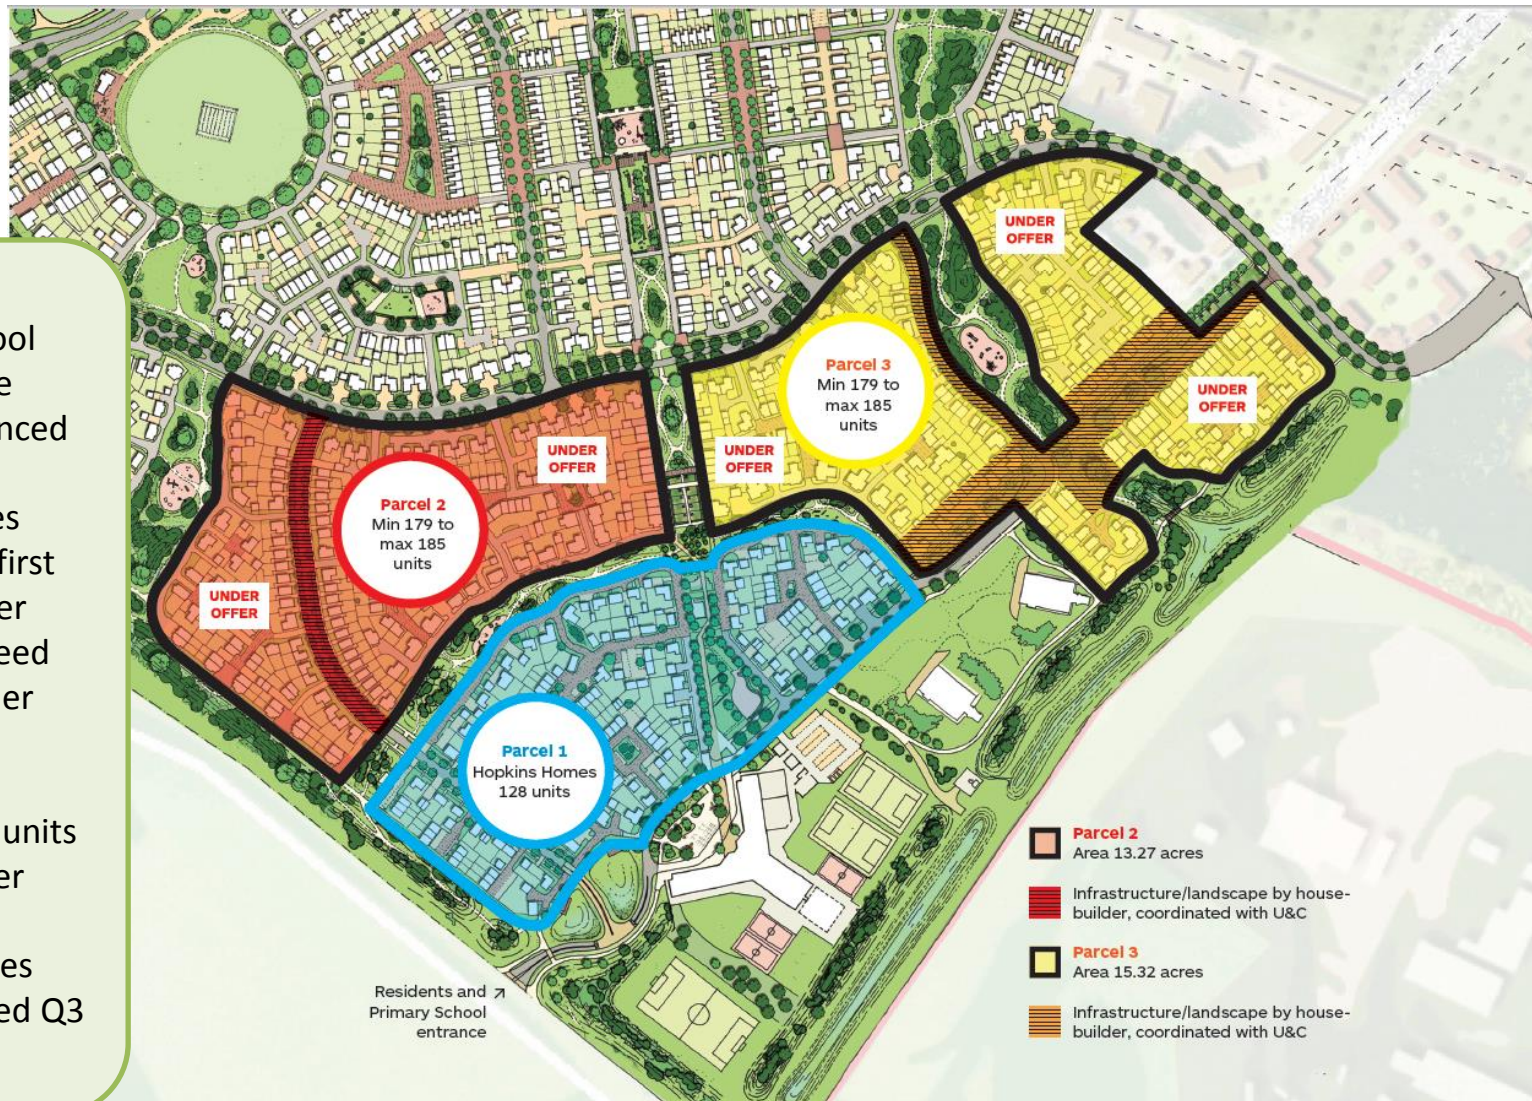 ool
e
nced
es
first
er
eed
er
units
er
es
ed Q3
UNDER
OFFER
Parcel 3
Min 179 to
max 185
units
UNDER
OFFER
UNDER
OFFER
UNDER
OFFER
Parcel 2
Min 179 to
max 185
units
UNDER
OFFER
Parcel 1
Hopkins Homes
128 units
Residents and
Primary School
entrance
Parcel 2
Area 13.27 acres
Infrastructure/landscape by house-
builder, coordinated with U&C
Parcel 3
Area 15.32 acres
Infrastructure/landscape by house-
builder, coordinated with U&C